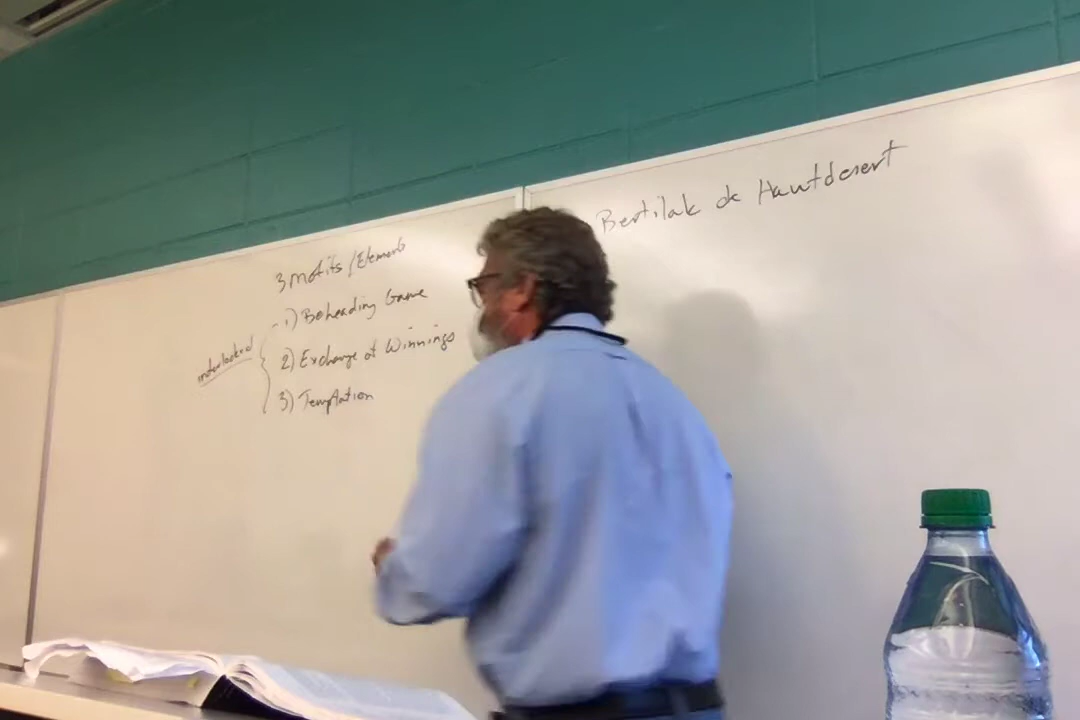 3 Motifs / Elements
1) Beheading Game
2) Exchange of Winnings
3) Temptation
interlocked
Bertilak de Hautdesert